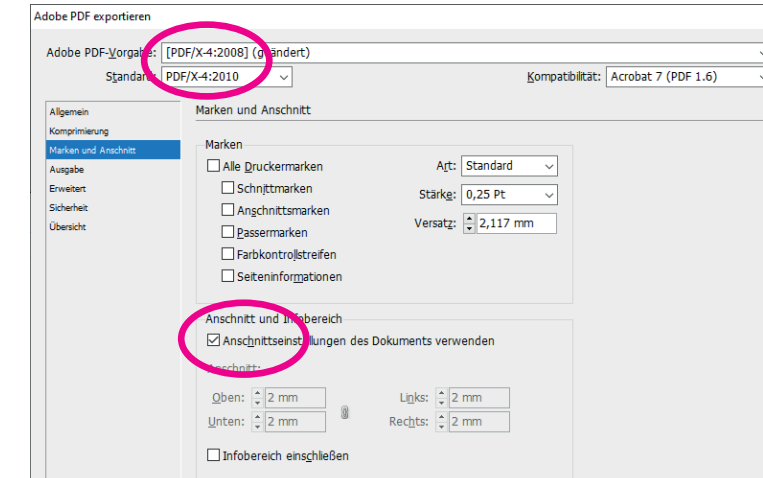 Adobe PDF exportieren
Adobe PDF-Vorgabe: [PDF/X-4:2008] (geändert)
Standard: PDF/X-4:2010 Kompatibilität: Acrobat 7 (PDF 1.6)
Allgemein
Komprimierung
Marken und Anschnitt
Ausgabe
Erweitert
Sicherheit
Übersicht
Marken und Anschnitt
Marken
Alle Druckermarken Art: Standard
Schnittmarken Stärke: 0,25 Pt
Anschnittsmarken Versatz: 2,117 mm
Passermarken
Farbkontrollstreifen
Seiteninformationen
Anschnitt und Infobereich
Anschnittseinstellungen des Dokuments verwenden
Anschnitt:
Oben: 2 mm Links: 2 mm
Unten: 2 mm Rechts: 2 mm
Infobereich einschließen